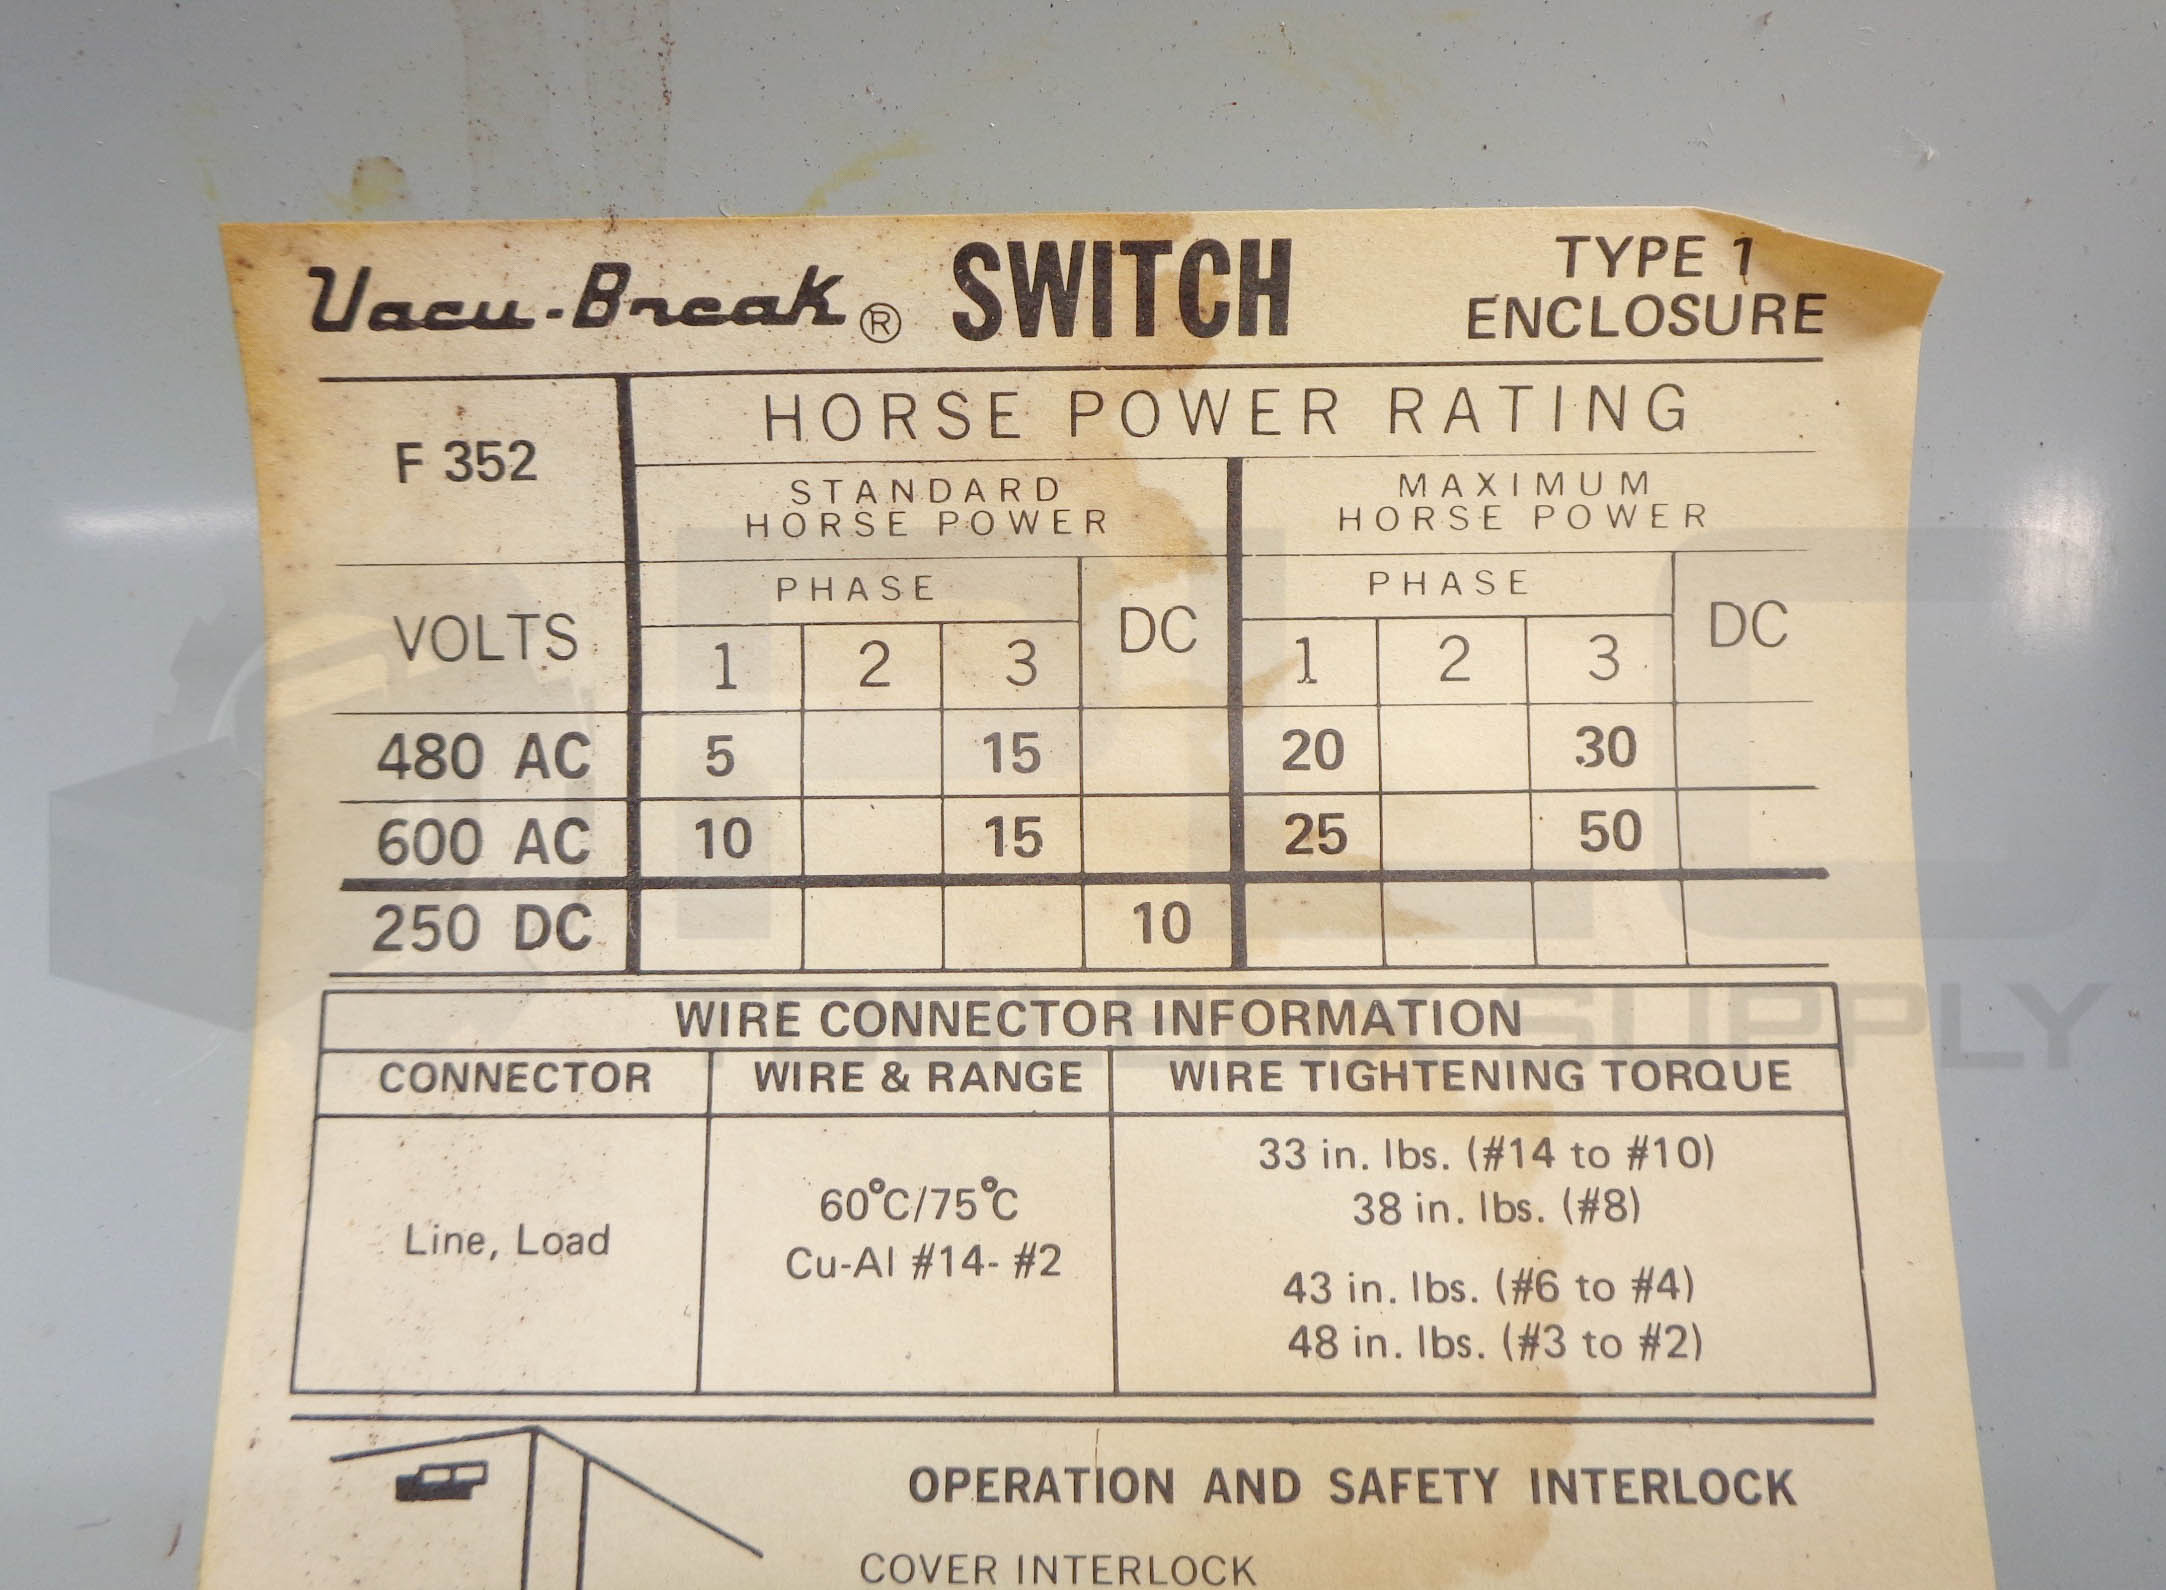 Vacu-Break® SWITCH
TYPE 1
ENCLOSURE
F 352
HORSE POWER RATING
STANDARD
HORSE POWER
MAXIMUM
HORSE POWER
VOLTS
PHASE
DC
PHASE
DC
1 2 3
1 2 3
480 AC 5 15 20 30
600 AC 10 15 25 50
250 DC 10
WIRE CONNECTOR INFORMATION
CONNECTOR WIRE & RANGE WIRE TIGHTENING TORQUE
Line, Load
60°C/75°C
Cu-Al #14- #2
33 in. lbs. (#14 to #10)
38 in. lbs. (#8)
43 in. lbs. (#6 to #4)
48 in. lbs. (#3 to #2)
OPERATION AND SAFETY INTERLOCK
COVER INTERLOCK
PLC
SUPPLY